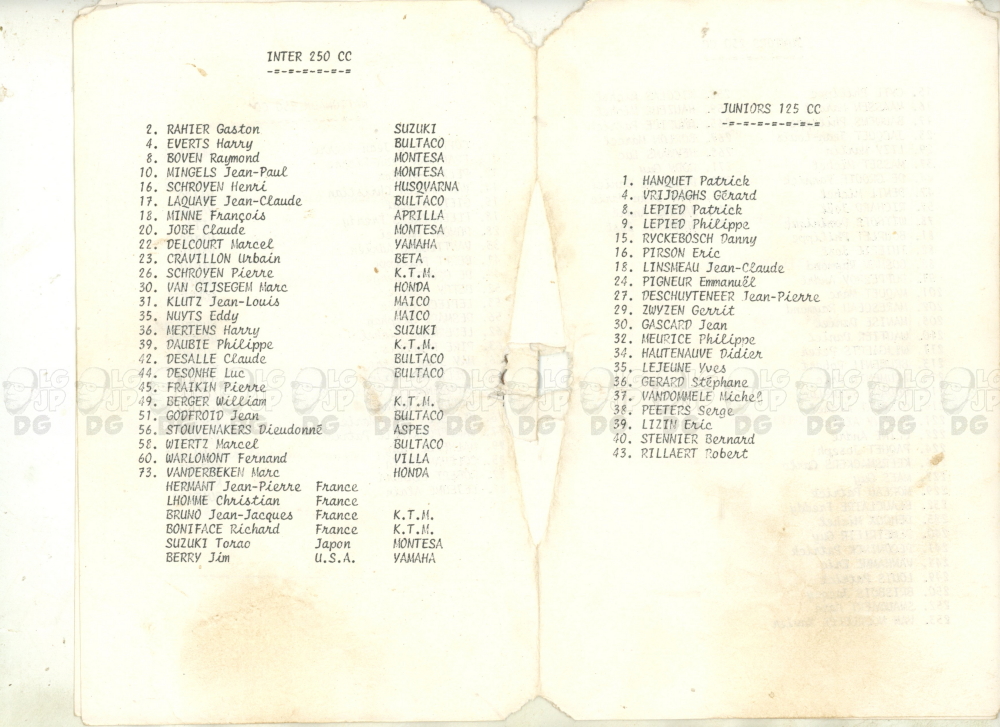 INTER 250 CC
-=-=-=-=-=-=
2. RAHIER Gaston SUZUKI
4. EVERTS Harry BULTACO
8. BOVEN Raymond MONTESA
10. MINGELS Jean-Paul MONTESA
16. SCHROYEN Henri HUSQVARNA
17. LAQUAYE Jean-Claude BULTACO
18. MINNE François APRILLA
20. JOBE Claude MONTESA
22. DELCOURT Marcel YAMAHA
23. CRAVILLON Urbain BETA
26. SCHROYEN Pierre K.T.M.
30. VAN GIJSEGEM Marc HONDA
31. KLUTZ Jean-Louis MAICO
35. NUYTS Eddy MAICO
36. MERTENS Harry SUZUKI
39. DAUBIE Philippe K.T.M.
42. DESALLE Claude BULTACO
44. DESONHE Luc BULTACO
45. FRAIKIN Pierre
49. BERGER William K.T.M.
51. GODFROID Jean BULTACO
56. STOUVENAKERS Dieudonné ASPES
58. WIERTZ Marcel BULTACO
60. WARLOMONT Fernand VILLA
73. VANDERBEKEN Marc HONDA
HERMANT Jean-Pierre France
LHOMME Christian France
BRUNO Jean-Jacques France K.T.M.
BONIFACE Richard France K.T.M.
SUZUKI Torao Japon MONTESA
BERRY Jim U.S.A. YAMAHA
JUNIORS 125 CC
-=-=-=-=-=-=-=
1. HANQUET Patrick
4. VRIJDAGHS Gérard
8. LEPIED Patrick
9. LEPIED Philippe
15. RYCKEBOSCH Danny
16. PIRSON Eric
18. LINSMEAU Jean-Claude
24. PIGNEUR Emmanuël
27. DESCHUYTENEER Jean-Pierre
29. ZWYZEN Gerrit
30. GASCARD Jean
32. MEURICE Philippe
34. HAUTENAUVE Didier
35. LEJEUNE Yves
36. GERARD Stéphane
37. VANDOMMELE Michel
38. PEETERS Serge
39. LIZIN Eric
40. STENNIER Bernard
43. RILLAERT Robert